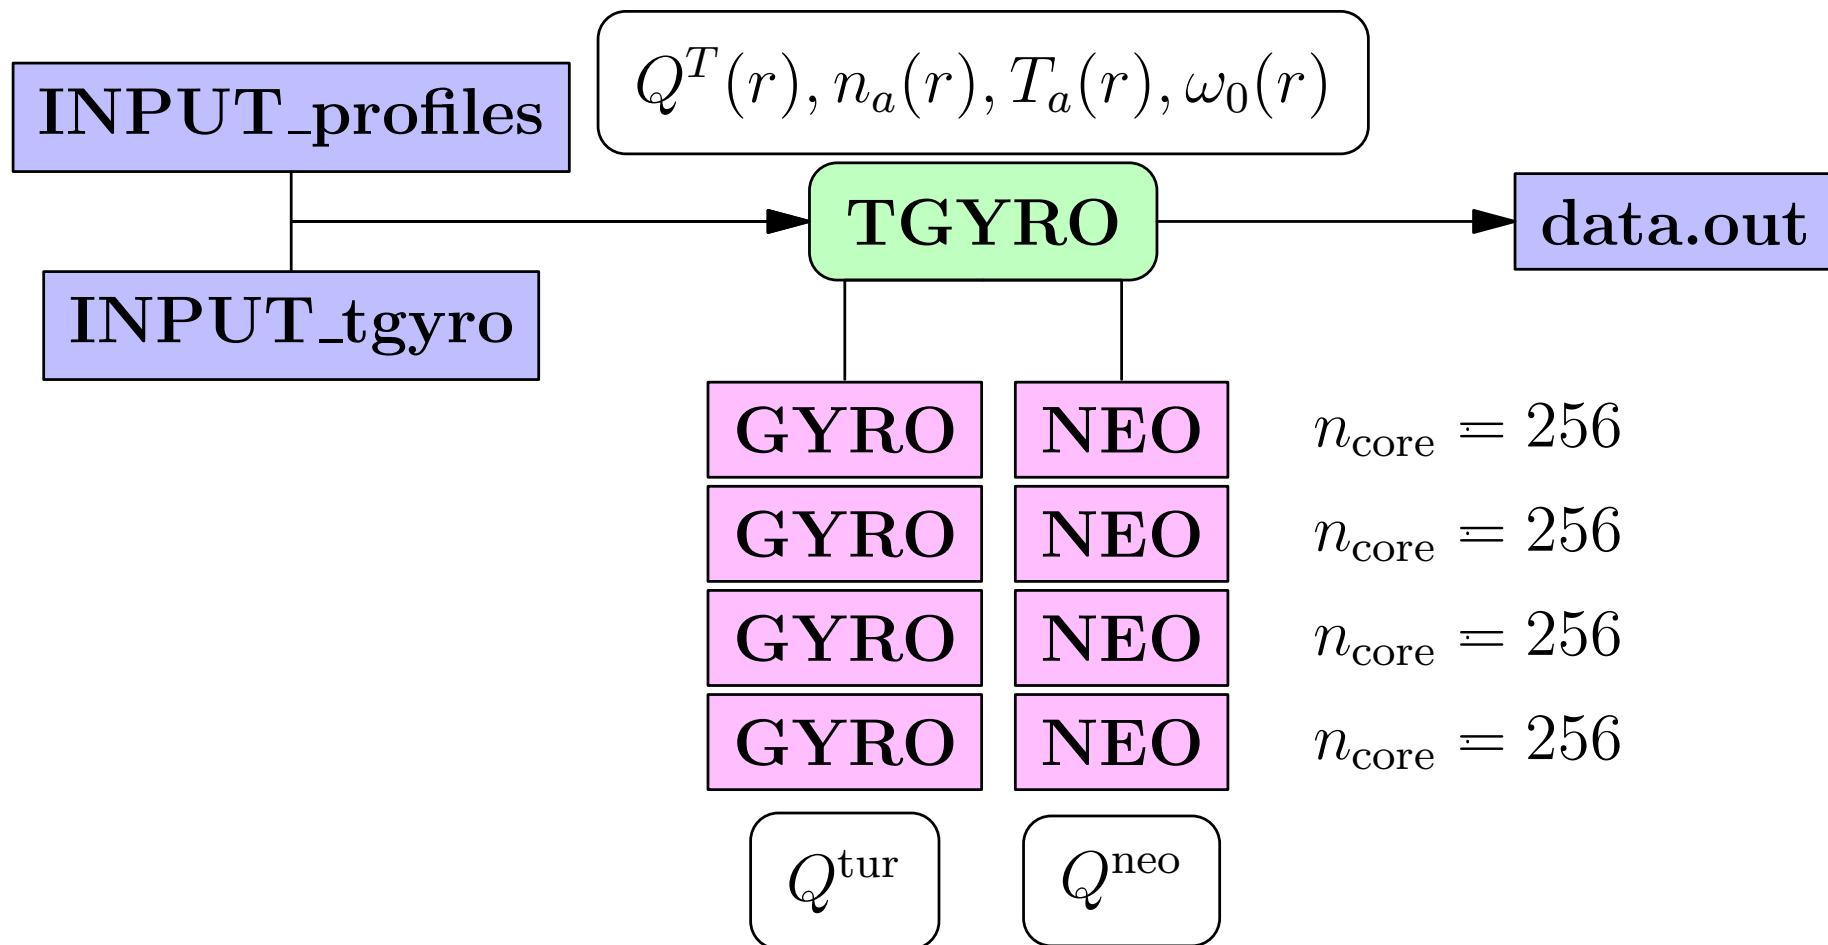 Q^T(r), n_a(r), T_a(r), ω_0(r)
INPUT_profiles
TGYRO
data.out
INPUT_tgyro
GYRO NEO n_core = 256
GYRO NEO n_core = 256
GYRO NEO n_core = 256
GYRO NEO n_core = 256
Q^tur Q^neo